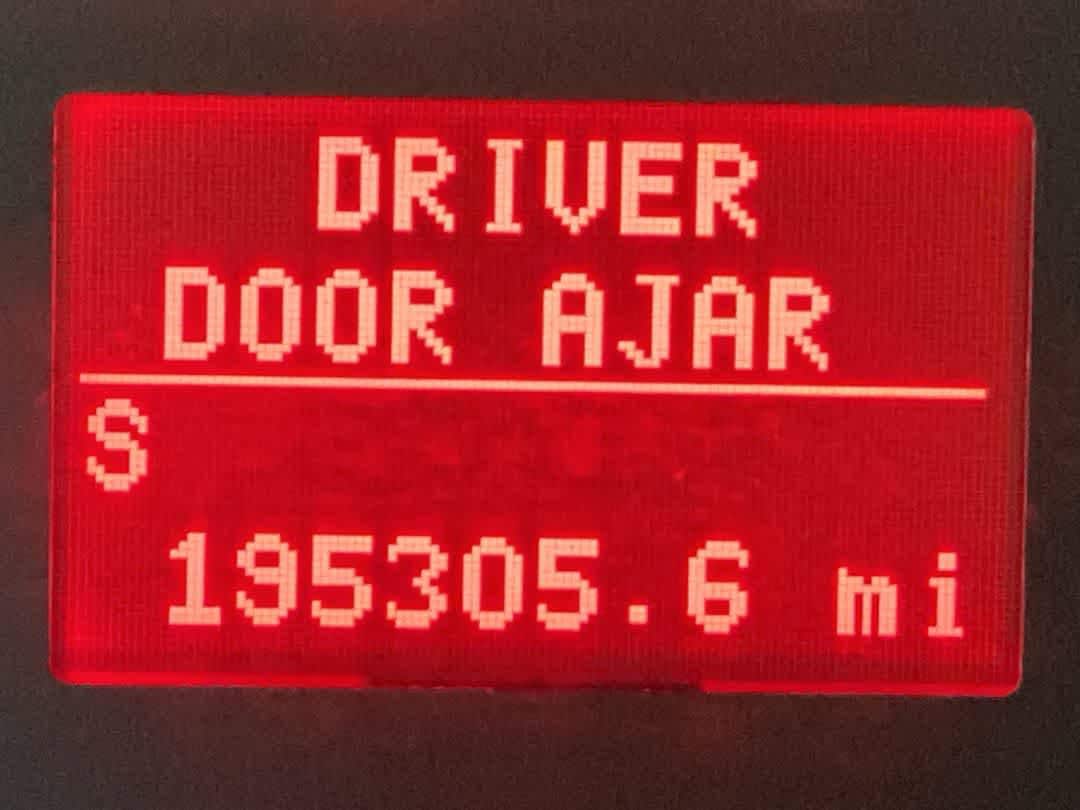 DRIVER
DOOR AJAR
S
195305.6 mi